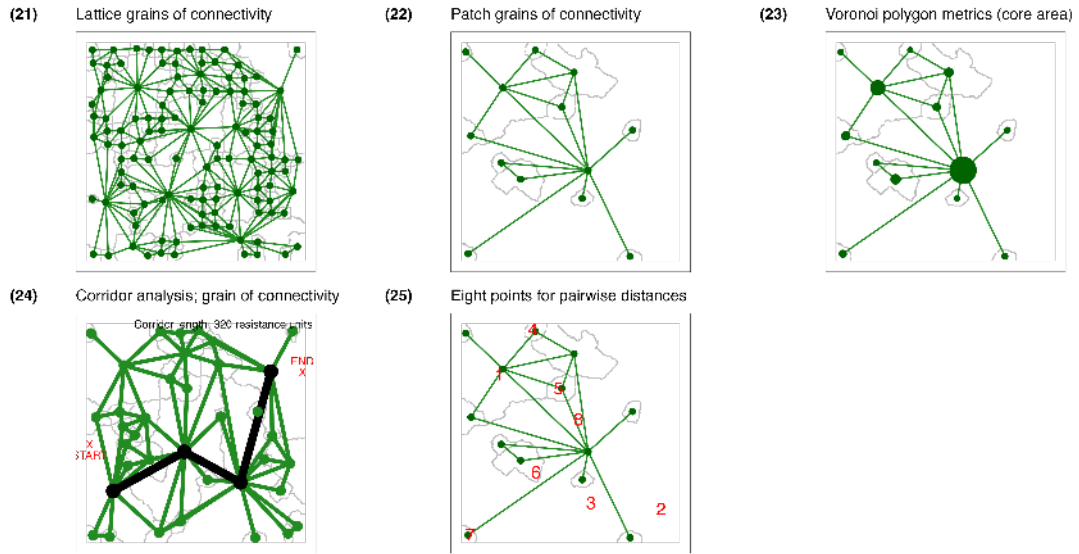 (21) Lattice grains of connectivity
(22) Patch grains of connectivity
(23) Voronoi polygon metrics (core area)
(24) Corridor analysis; grain of connectivity
Corridor length: 320 resistance units
END
X
X
START
(25) Eight points for pairwise distances
4
1
5
8
6
3
2
7